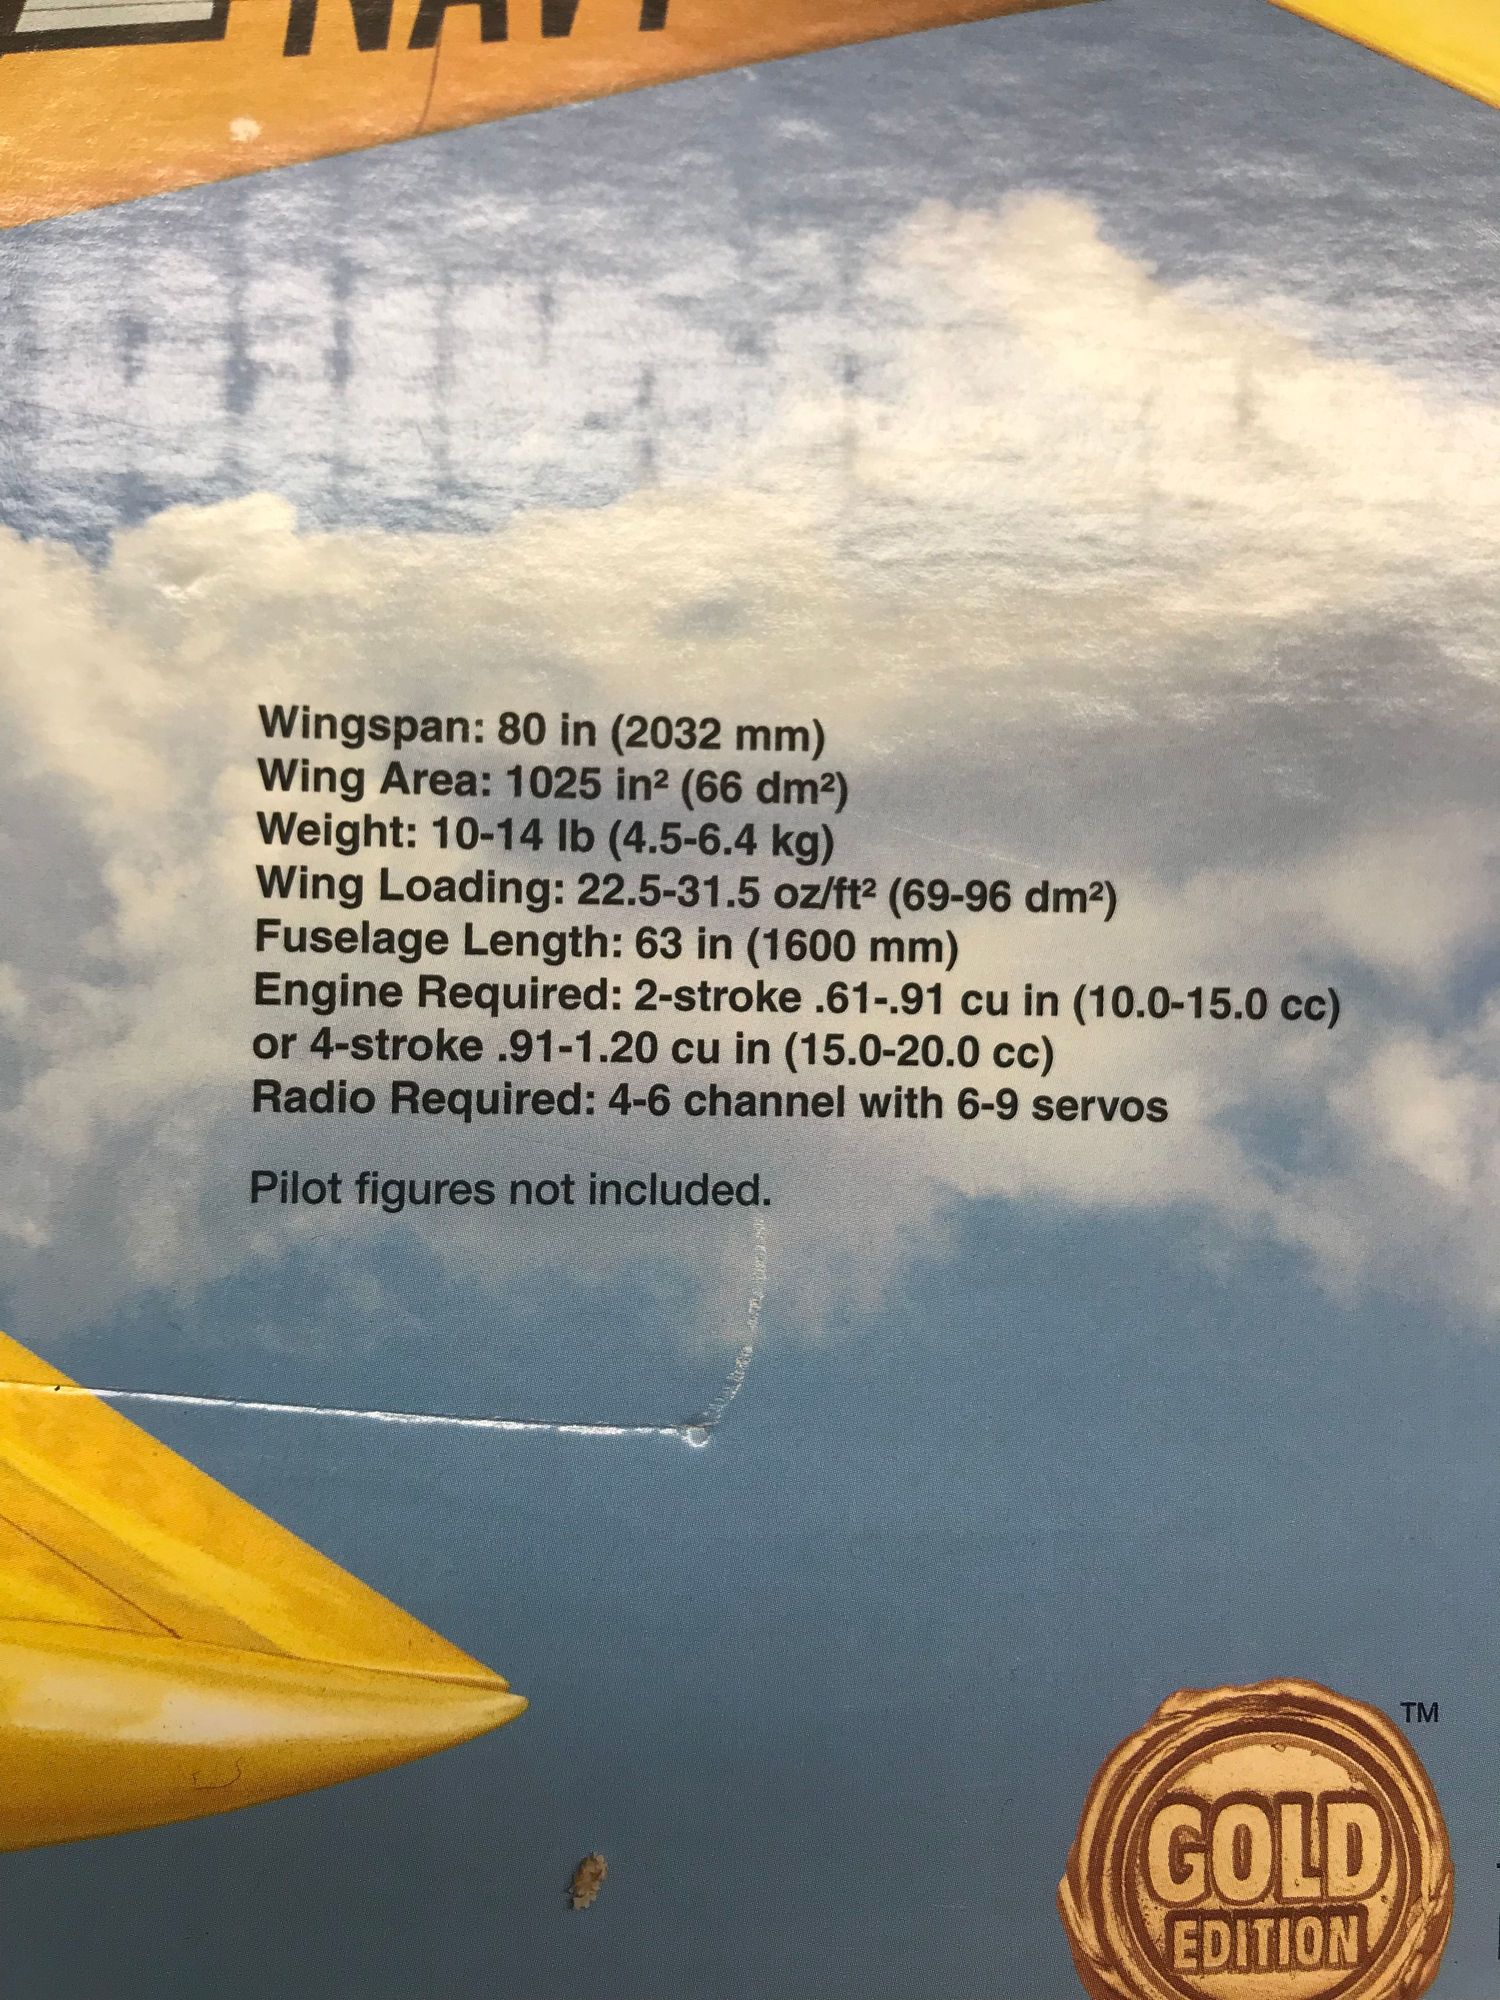 NAVY
Wingspan: 80 in (2032 mm)
Wing Area: 1025 in² (66 dm²)
Weight: 10-14 lb (4.5-6.4 kg)
Wing Loading: 22.5-31.5 oz/ft² (69-96 dm²)
Fuselage Length: 63 in (1600 mm)
Engine Required: 2-stroke .61-.91 cu in (10.0-15.0 cc)
or 4-stroke .91-1.20 cu in (15.0-20.0 cc)
Radio Required: 4-6 channel with 6-9 servos
Pilot figures not included.
TM
GOLD
EDITION